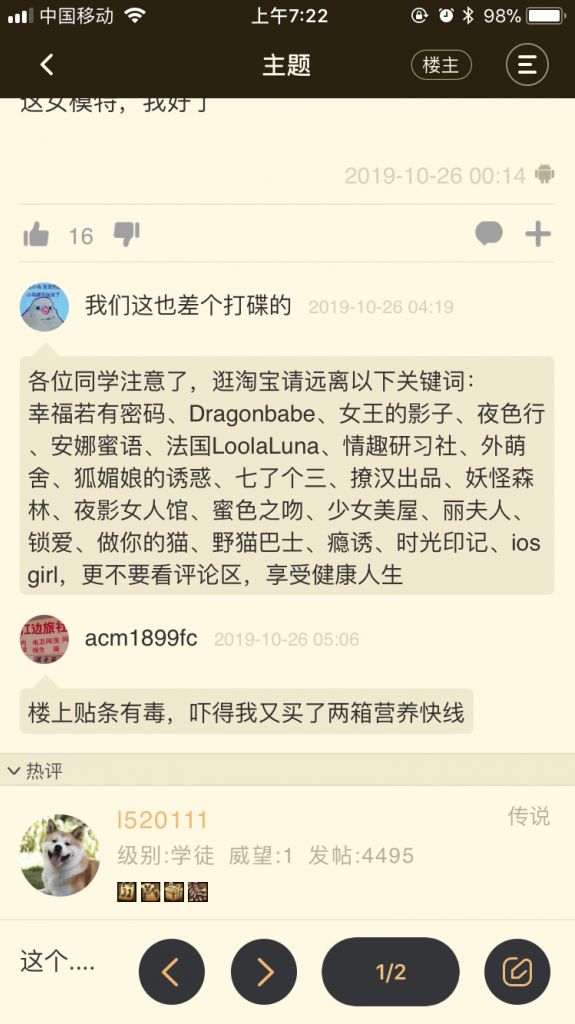 中国移动 上午7:22 98%
主题 楼主
这女模特，我好了
2019-10-26 00:14
16
我们这也差个打碟的 2019-10-26 04:19
各位同学注意了，逛淘宝请远离以下关键词：
幸福若有密码、Dragonbabe、女王的影子、夜色行
、安娜蜜语、法国LoolaLuna、情趣研习社、外萌
舍、狐媚娘的诱惑、七了个三、撩汉出品、妖怪森
林、夜影女人馆、蜜色之吻、少女美屋、丽夫人、
锁爱、做你的猫、野猫巴士、瘾诱、时光印记、ios
girl，更不要看评论区，享受健康人生
江边旅社
acm1899fc 2019-10-26 05:06
楼上贴条有毒，吓得我又买了两箱营养快线
热评
l520111 传说
级别:学徒 威望:1 发帖:4495
这个....
1/2